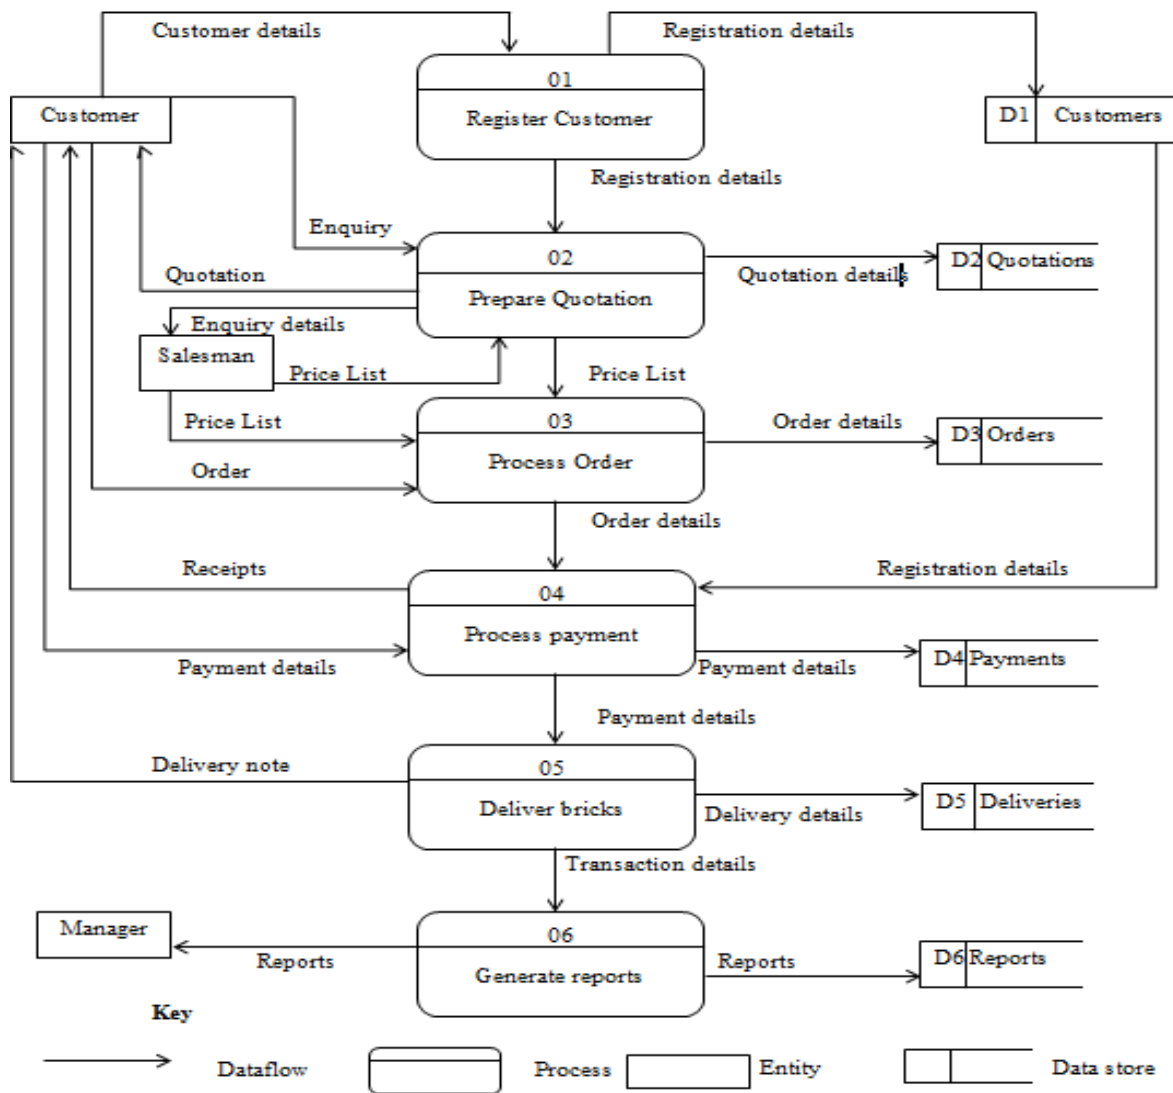 Customer details
Registration details
01
Customer
Register Customer
D1 Customers
Registration details
Enquiry
02
D2 Quotations
Quotation
Quotation details
Prepare Quotation
Enquiry details
Salesman
Price List
Price List
Price List
03
Order details
D3 Orders
Process Order
Order
Order details
Receipts
Registration details
04
Process payment
Payment details
Payment details
D4 Payments
Payment details
Delivery note
05
Deliver bricks
Delivery details
D5 Deliveries
Transaction details
Manager
06
Reports
Reports
D6 Reports
Generate reports
Key
Dataflow
Process
Entity
Data store